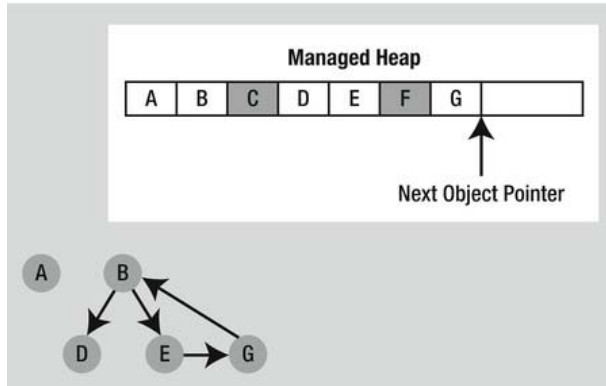 Managed Heap
A B C D E F G
Next Object Pointer
A B
D E G